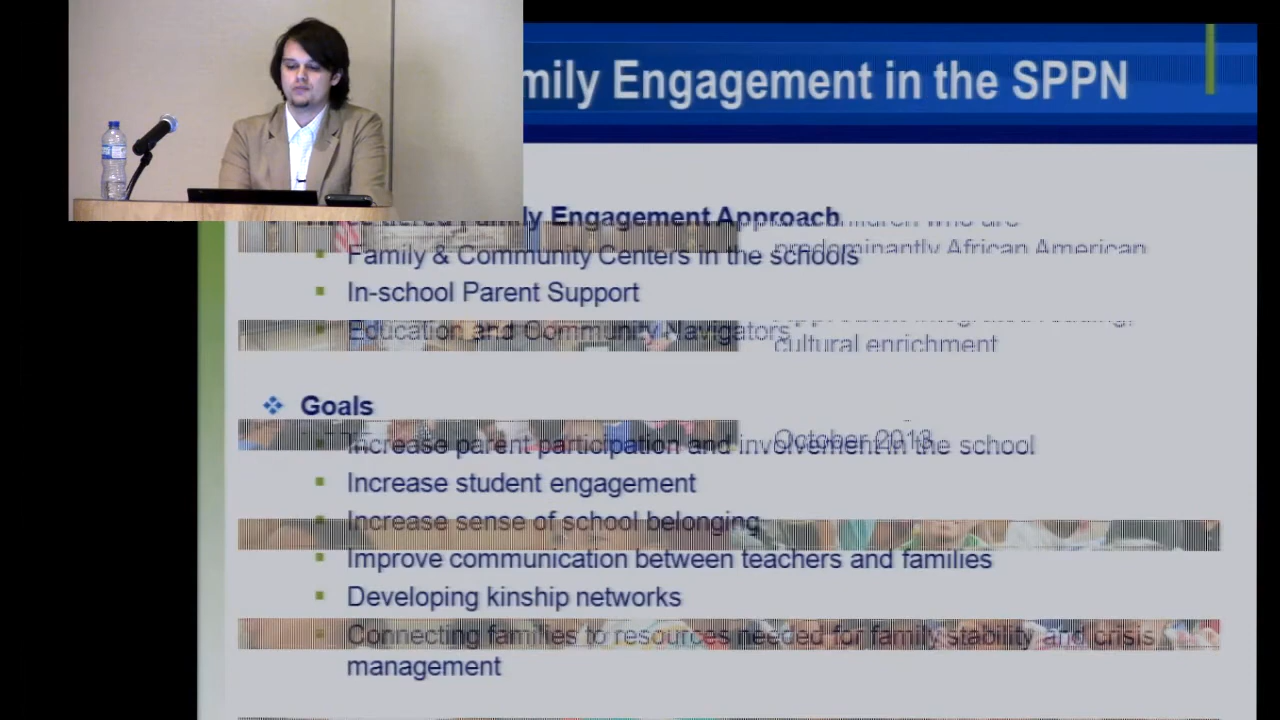 mily Engagement in the SPPN
ly Engagement Approach
predominantly African American
Family & Community Centers in the schools
In-school Parent Support
Education and Community Navigators
cultural enrichment
Goals
October 2013
Increase parent participation and involvement in the school
Increase student engagement
Increase sense of school belonging
Improve communication between teachers and families
Developing kinship networks
Connecting families to resources needed for family stability and crisis
management